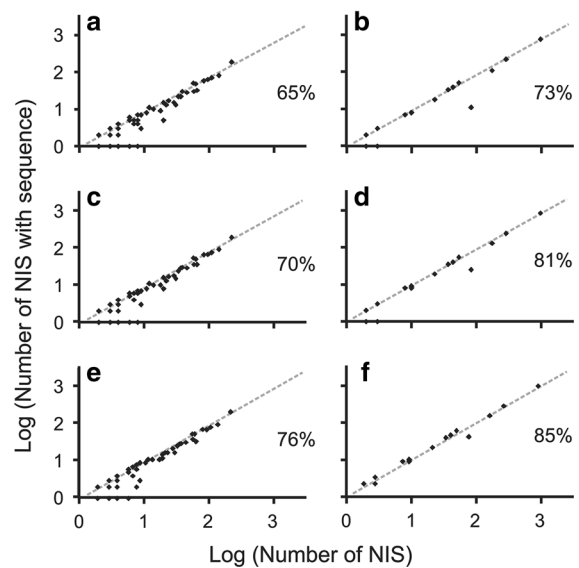 a b
3
2
1
0
65% 73%
c d
3
2
1
0
70% 81%
e f
3
2
1
0
76% 85%
0 1 2 3 0 1 2 3
Log (Number of NIS with sequence)
Log (Number of NIS)